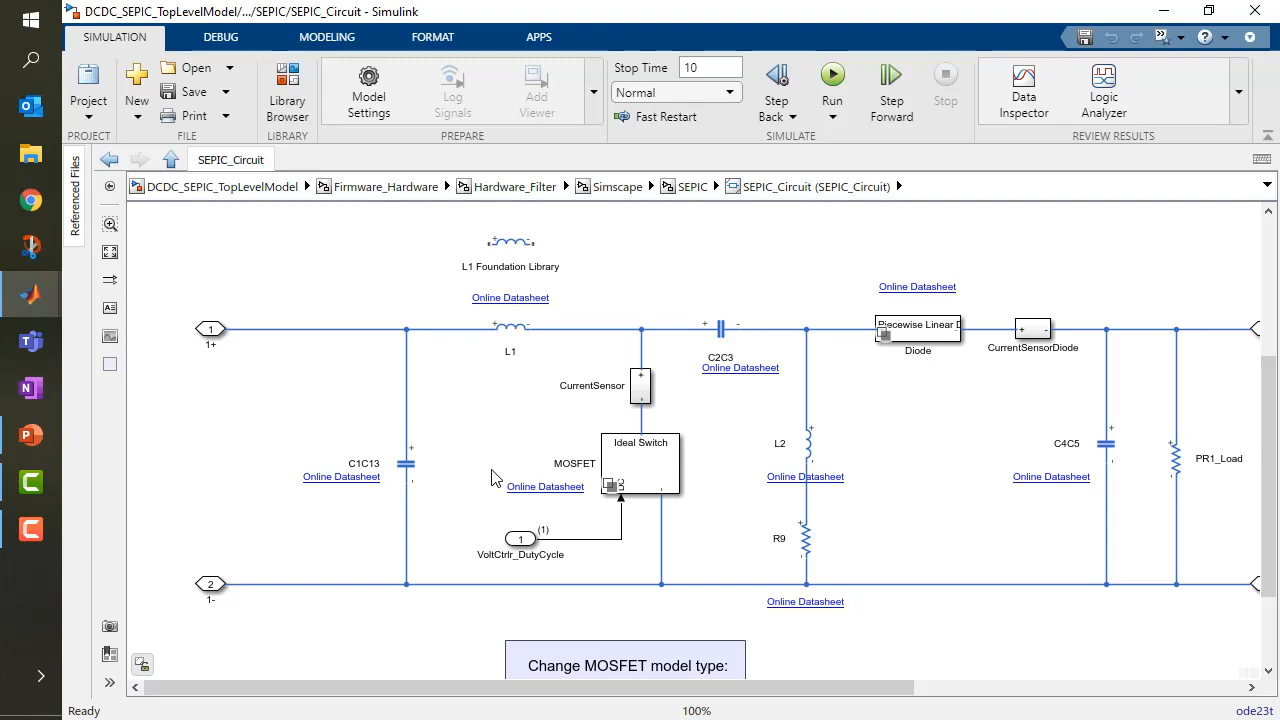 DCDC_SEPIC_TopLevelModel/.../SEPIC/SEPIC_Circuit - Simulink
SIMULATION DEBUG MODELING FORMAT APPS
Project
PROJECT
New
Open
Save
Print
FILE
Library
Browser
LIBRARY
Model
Settings
Log
Signals
Add
Viewer
PREPARE
Stop Time 10
Normal
Fast Restart
Step
Back
Run
Step
Forward
Stop
SIMULATE
Data
Inspector
Logic
Analyzer
REVIEW RESULTS
Referenced Files
SEPIC_Circuit
DCDC_SEPIC_TopLevelModel Firmware_Hardware Hardware_Filter Simscape SEPIC SEPIC_Circuit (SEPIC_Circuit)
+ -
L1 Foundation Library
Online Datasheet
Online Datasheet
1
1+
+ -
L1
+ -
C2C3
Online Datasheet
Piecewise Linear
Diode
+ -
CurrentSensorDiode
CurrentSensor
+
-
Ideal Switch
MOSFET
DC
-
Online Datasheet
C1C13
+
-
Online Datasheet
L2
+
-
Online Datasheet
C4C5
+
-
Online Datasheet
PR1_Load
+
-
(1)
1
VoltCtrlr_DutyCycle
R9
+
-
2
1-
Online Datasheet
Change MOSFET model type:
Ready 100% ode23t